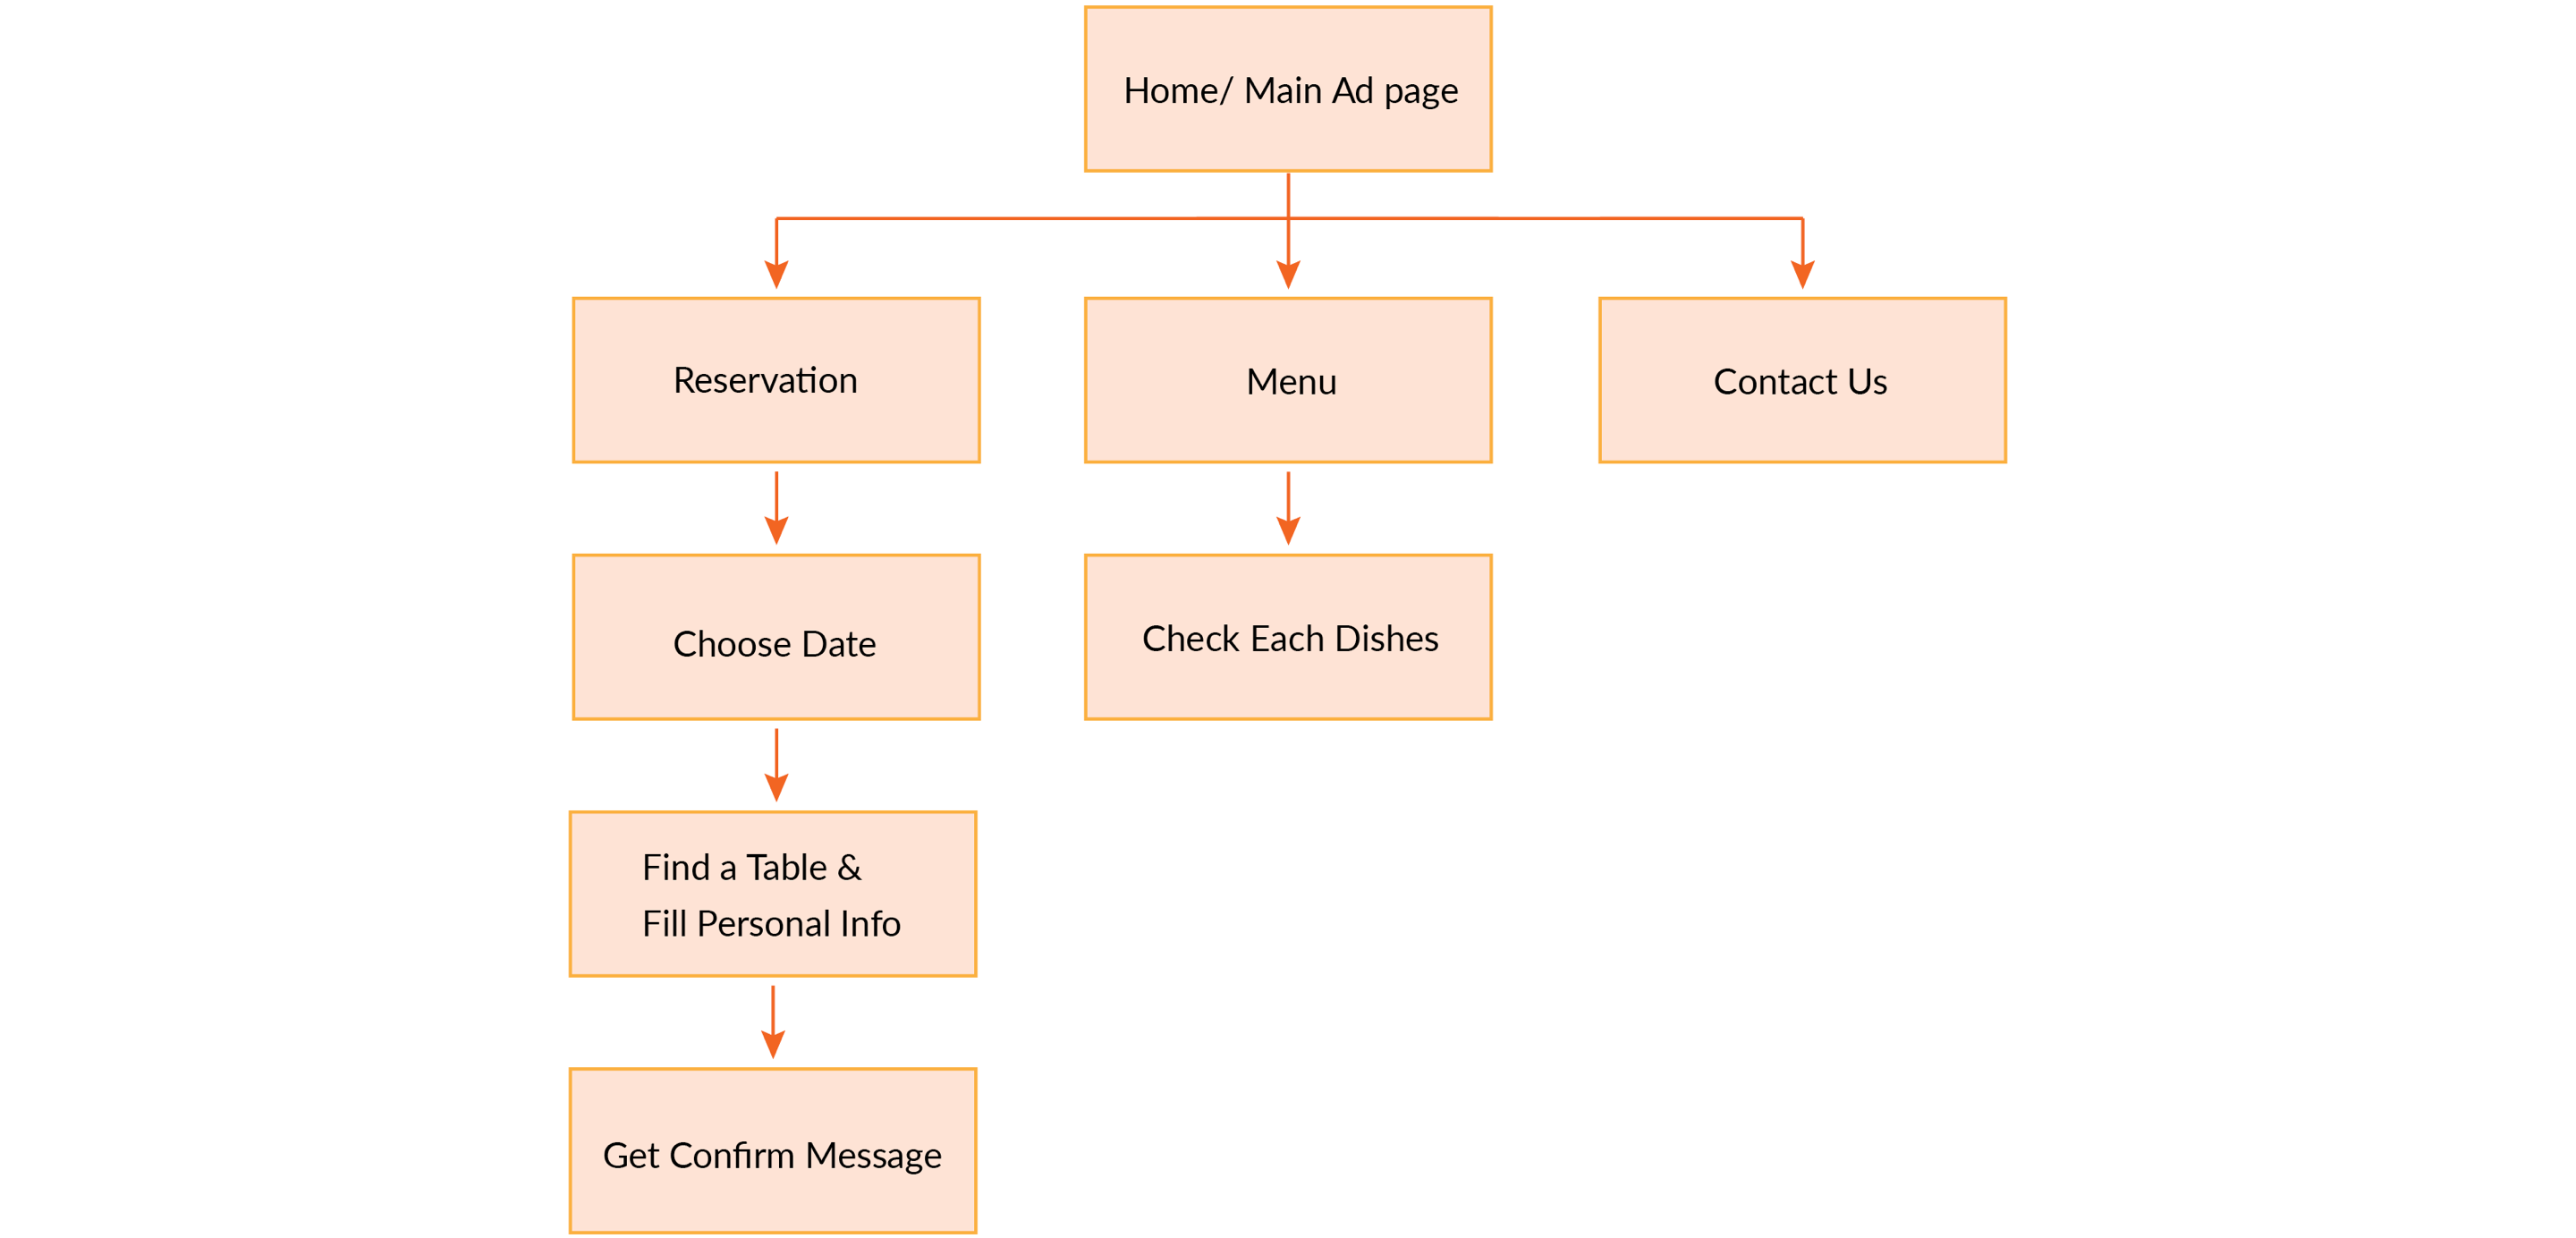 Home/ Main Ad page
Reservation
Menu
Contact Us
Choose Date
Check Each Dishes
Find a Table &
Fill Personal Info
Get Confirm Message